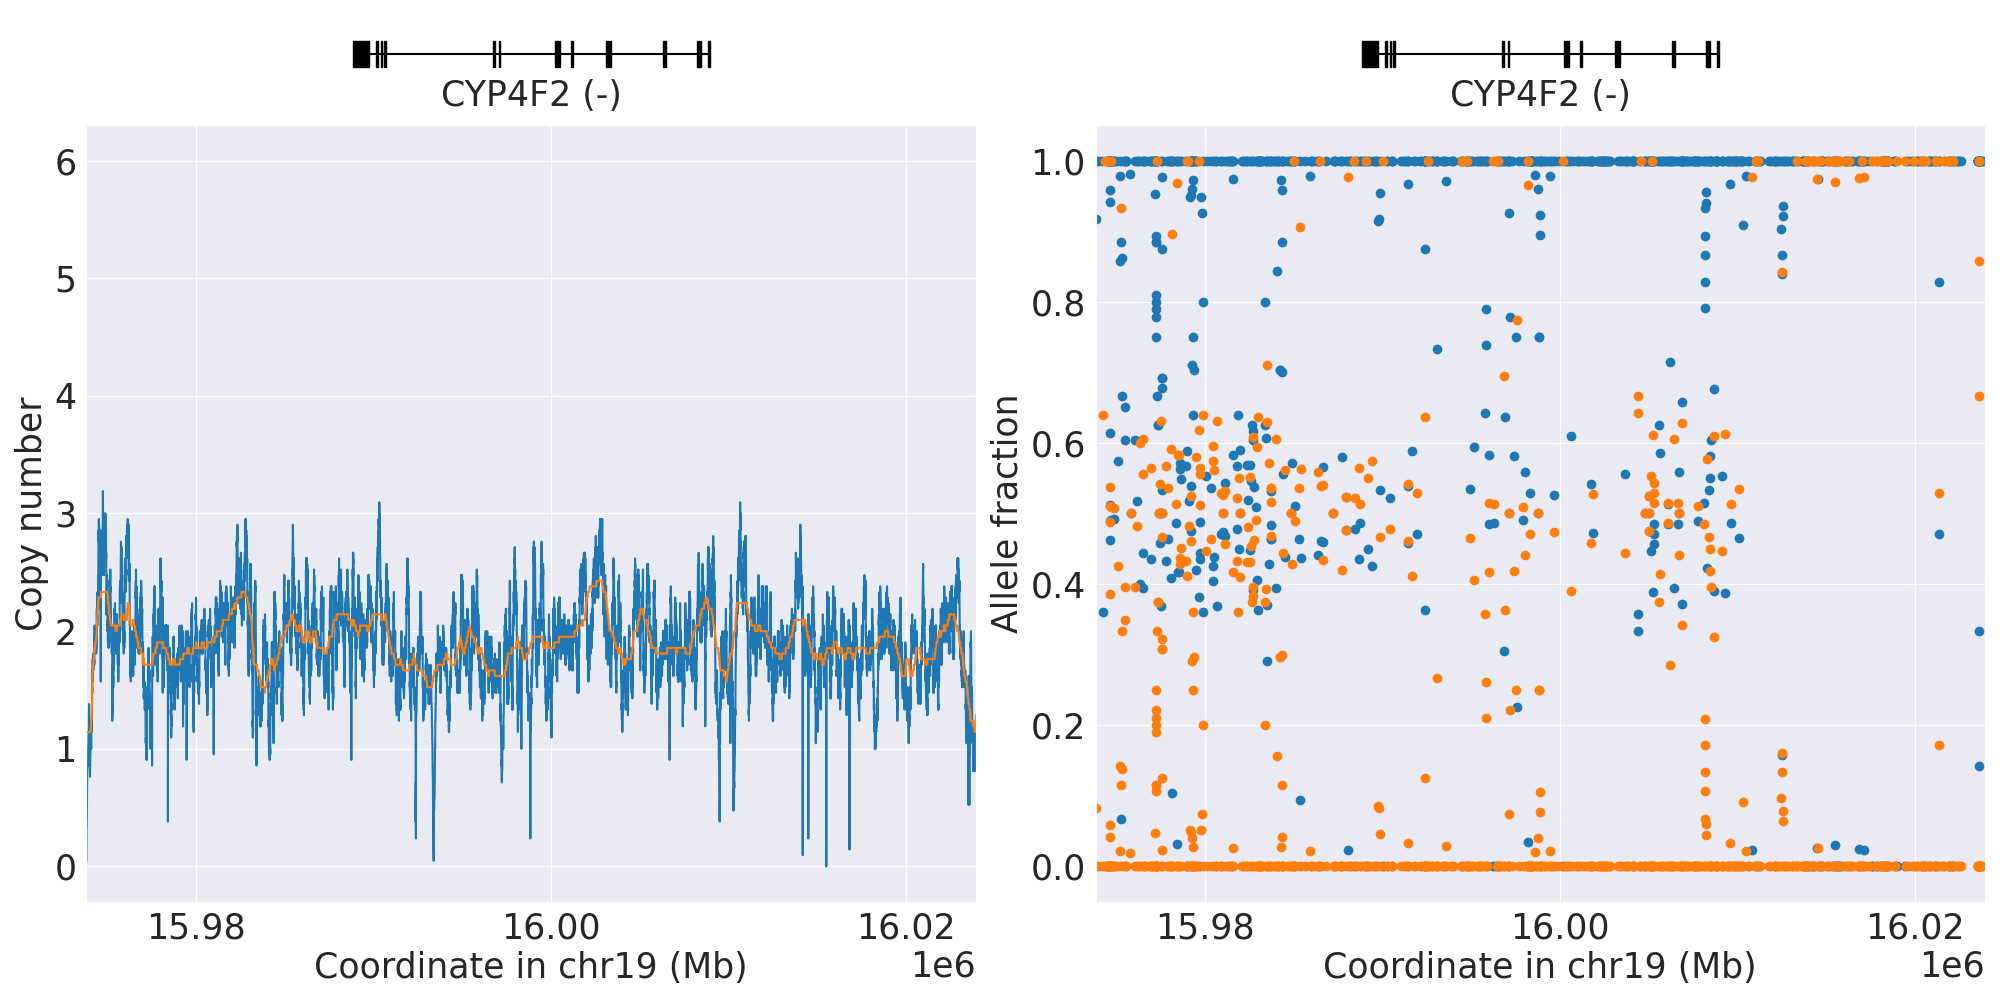 CYP4F2 (-)
6
5
4
3
2
1
0
Copy number
15.98
16.00
16.02
Coordinate in chr19 (Mb)
1e6
CYP4F2 (-)
1.0
0.8
0.6
0.4
0.2
0.0
Allele fraction
15.98
16.00
16.02
Coordinate in chr19 (Mb)
1e6